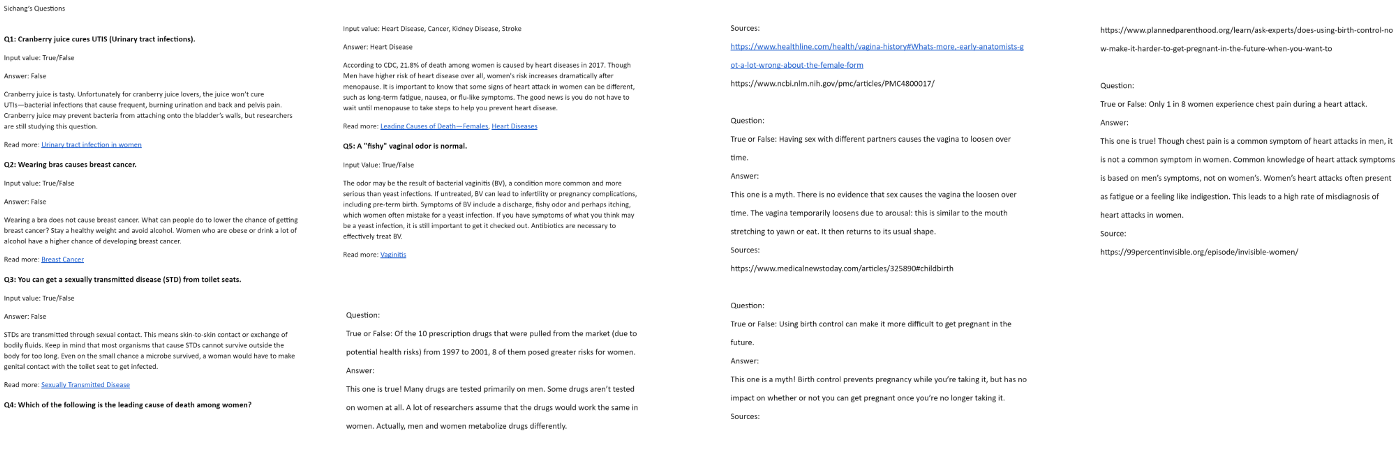 Sichang's Questions
Q1: Cranberry juice cures UTIS (Urinary tract infections).
Input value: True/False
Answer: False
Cranberry juice is tasty. Unfortunately for cranberry juice lovers, the juice won't cure
UTIs—bacterial infections that cause frequent, burning urination and back and pelvis pain.
Cranberry juice may prevent bacteria from attaching onto the bladder's walls, but researchers
are still studying this question.
Read more: Urinary tract infection in women
Q2: Wearing bras causes breast cancer.
Input value: True/False
Answer: False
Wearing a bra does not cause breast cancer. What can people do to lower the chance of getting
breast cancer? Stay a healthy weight and avoid alcohol. Women who are obese or drink a lot of
alcohol have a higher chance of developing breast cancer.
Read more: Breast Cancer
Q3: You can get a sexually transmitted disease (STD) from toilet seats.
Input value: True/False
Answer: False
STDs are transmitted through sexual contact. This means skin-to-skin contact or exchange of
bodily fluids. Keep in mind that most organisms that cause STDs cannot survive outside the
body for too long. Even on the small chance a microbe survived, a woman would have to make
genital contact with the toilet seat to get infected.
Read more: Sexually Transmitted Disease
Q4: Which of the following is the leading cause of death among women?
Input value: Heart Disease, Cancer, Kidney Disease, Stroke
Answer: Heart Disease
According to CDC, 21.8% of death among women is caused by heart diseases in 2017. Though
Men have higher risk of heart disease over all, women's risk increases dramatically after
menopause. It is important to know that some signs of heart attack in women can be different,
such as long-term fatigue, nausea, or flu-like symptoms. The good news is you do not have to
wait until menopause to take steps to help you prevent heart disease.
Read more: Leading Causes of Death—Females, Heart Diseases
Q5: A "fishy" vaginal odor is normal.
Input Value: True/False
The odor may be the result of bacterial vaginitis (BV), a condition more common and more
serious than yeast infections. If untreated, BV can lead to infertility or pregnancy complications,
including pre-term birth. Symptoms of BV include a discharge, fishy odor and perhaps itching,
which women often mistake for a yeast infection. If you have symptoms of what you think may
be a yeast infection, it is still important to get it checked out. Antibiotics are necessary to
effectively treat BV.
Read more: Vaginitis
Question:
True or False: Of the 10 prescription drugs that were pulled from the market (due to
potential health risks) from 1997 to 2001, 8 of them posed greater risks for women.
Answer:
This one is true! Many drugs are tested primarily on men. Some drugs aren't tested
on women at all. A lot of researchers assume that the drugs would work the same in
women. Actually, men and women metabolize drugs differently.
Sources:
https://www.healthline.com/health/vagina-history#Whats-more,-early-anatomists-g
ot-a-lot-wrong-about-the-female-form
https://www.ncbi.nlm.nih.gov/pmc/articles/PMC4800017/
Question:
True or False: Having sex with different partners causes the vagina to loosen over
time.
Answer:
This one is a myth. There is no evidence that sex causes the vagina the loosen over
time. The vagina temporarily loosens due to arousal: this is similar to the mouth
stretching to yawn or eat. It then returns to its usual shape.
Sources:
https://www.medicalnewstoday.com/articles/325890#childbirth
Question:
True or False: Using birth control can make it more difficult to get pregnant in the
future.
Answer:
This one is a myth! Birth control prevents pregnancy while you're taking it, but has no
impact on whether or not you can get pregnant once you're no longer taking it.
Sources:
https://www.plannedparenthood.org/learn/ask-experts/does-using-birth-control-no
w-make-it-harder-to-get-pregnant-in-the-future-when-you-want-to
Question:
True or False: Only 1 in 8 women experience chest pain during a heart attack.
Answer:
This one is true! Though chest pain is a common symptom of heart attacks in men, it
is not a common symptom in women. Common knowledge of heart attack symptoms
is based on men's symptoms, not on women's. Women's heart attacks often present
as fatigue or a feeling like indigestion. This leads to a high rate of misdiagnosis of
heart attacks in women.
Source:
https://99percentinvisible.org/episode/invisible-women/